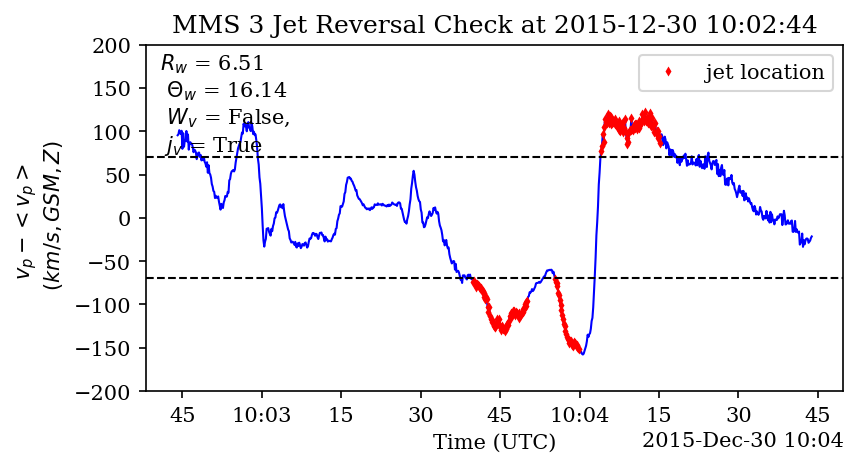 MMS 3 Jet Reversal Check at 2015-12-30 10:02:44
R_w = 6.51
Θ_w = 16.14
W_v = False,
j_v = True
jet location
v_p − < v_p >
(km/s, GSM, Z)
200
150
100
50
0
−50
−100
−150
−200
45 10:03 15 30 45 10:04 15 30 45
Time (UTC)
2015-Dec-30 10:04